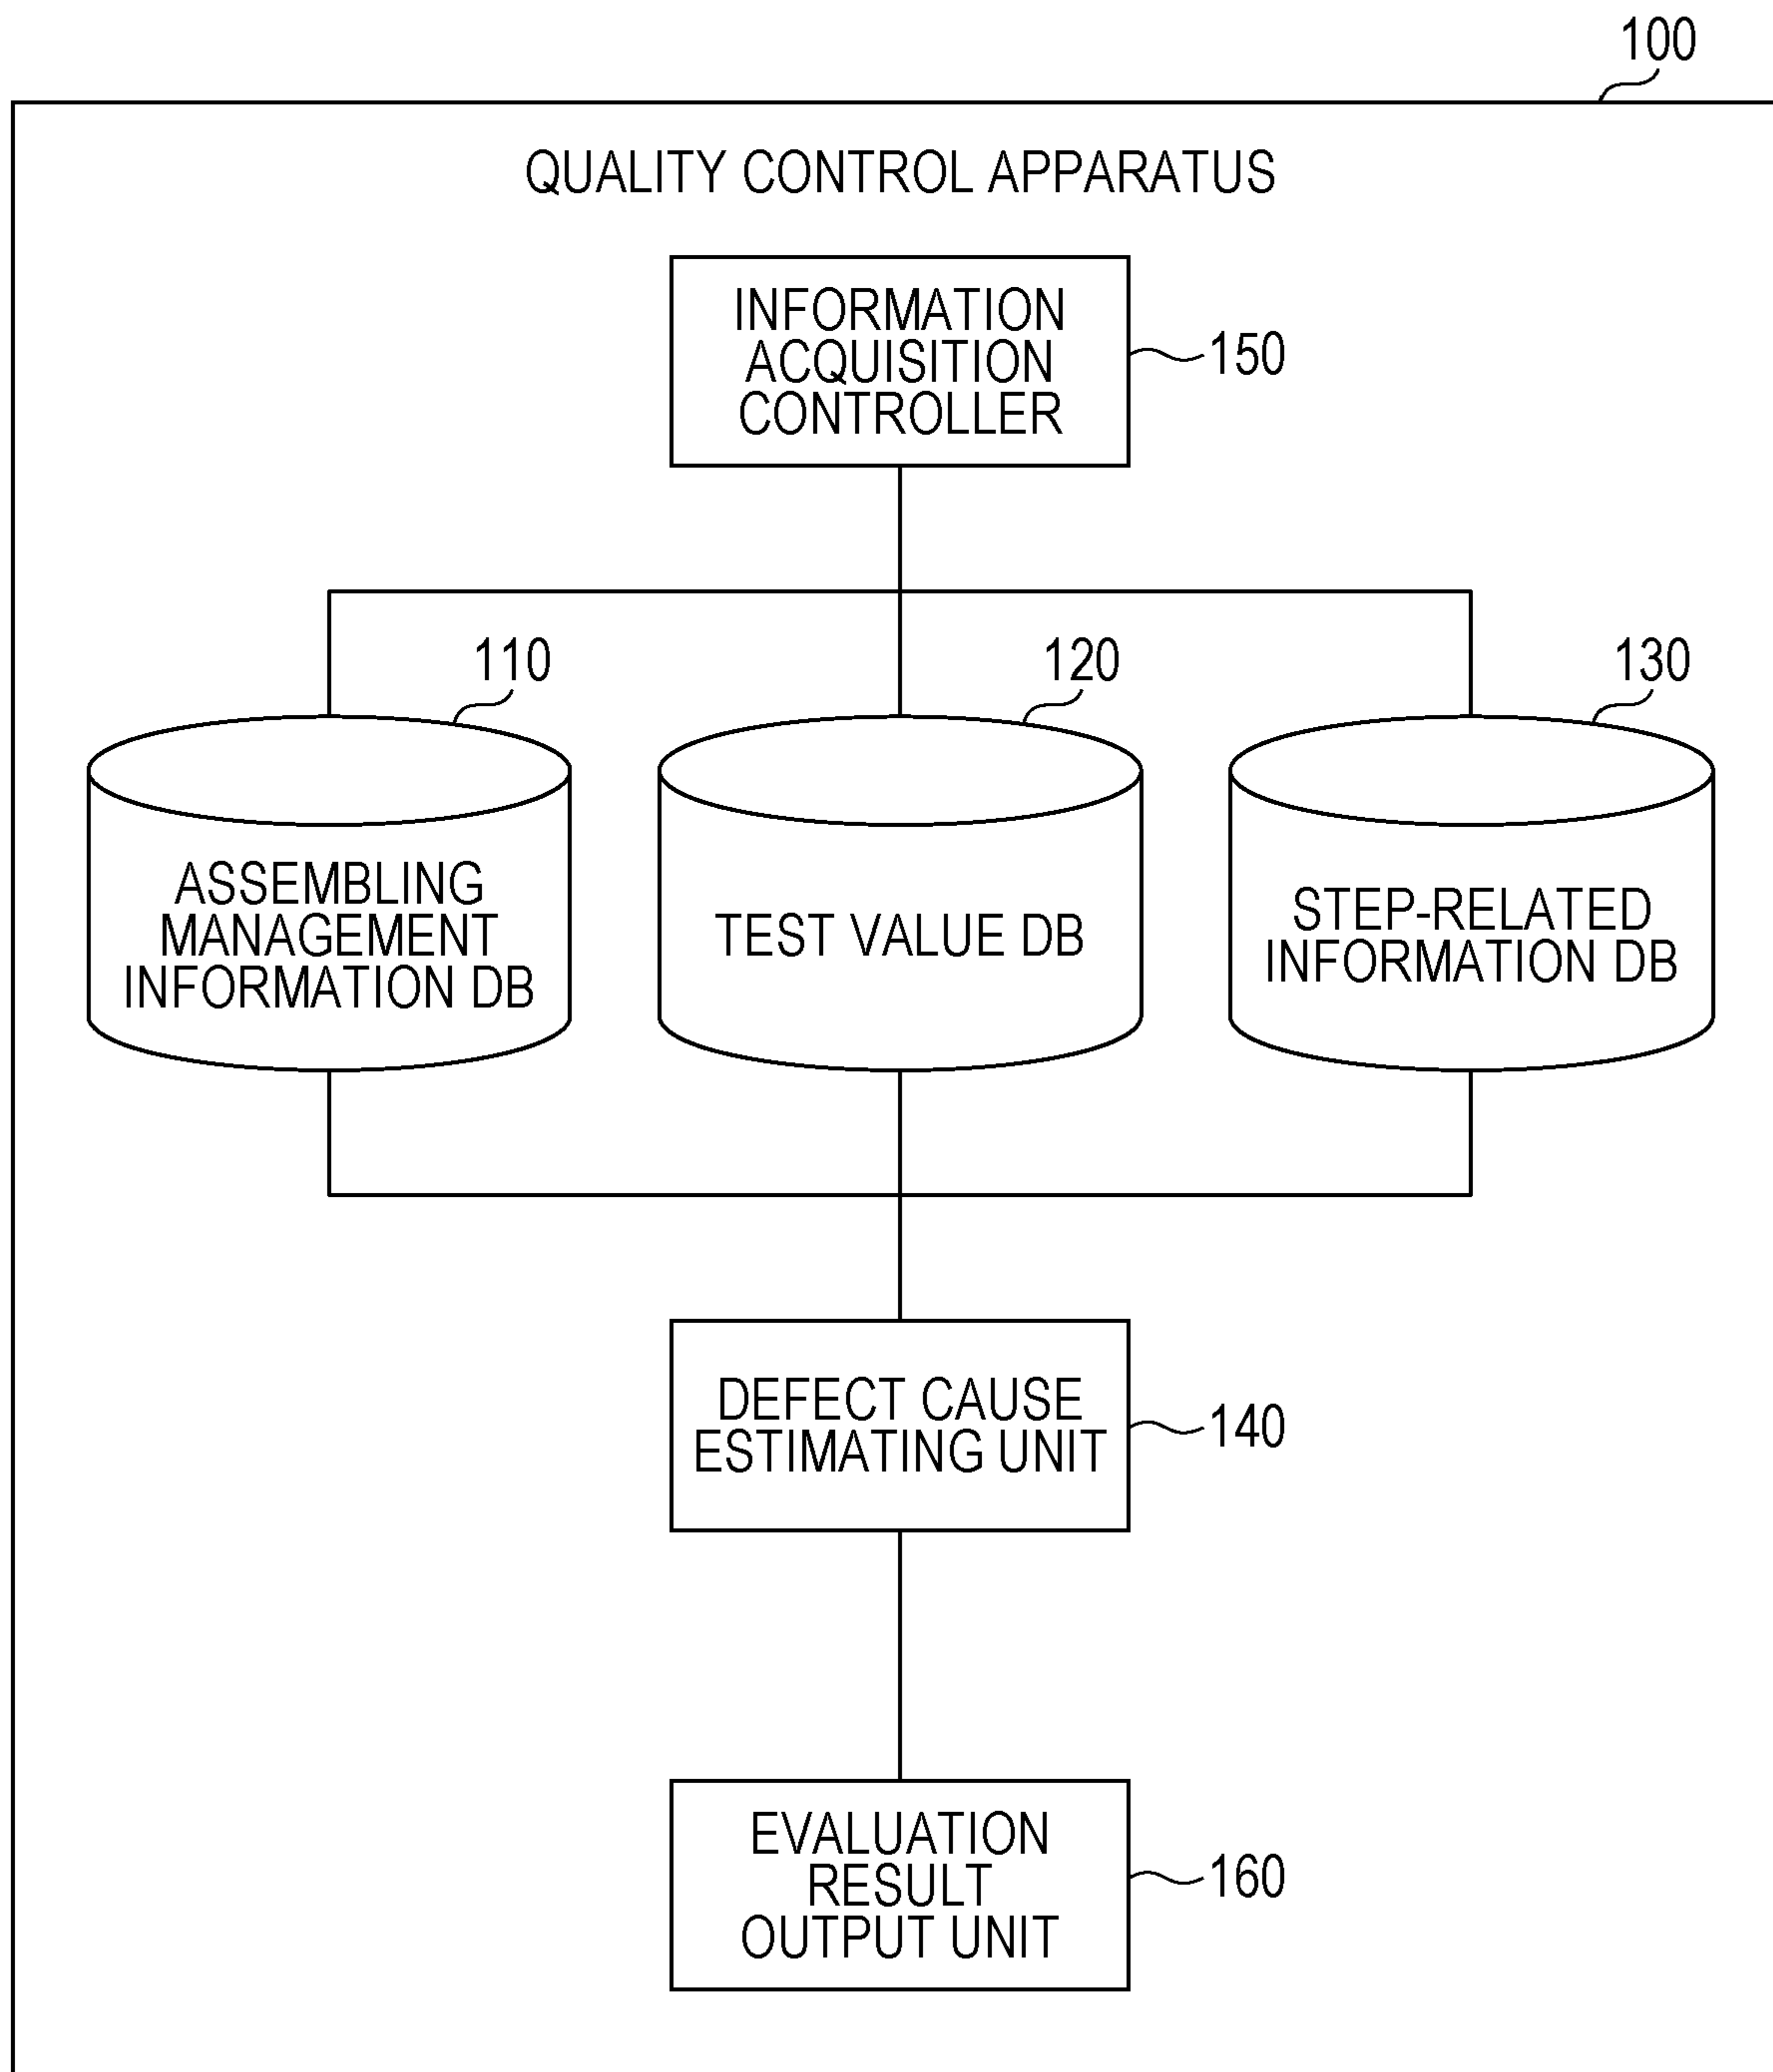 100
QUALITY CONTROL APPARATUS
INFORMATION
ACQUISITION
CONTROLLER
150
110
120
130
ASSEMBLING
MANAGEMENT
INFORMATION DB
TEST VALUE DB
STEP-RELATED
INFORMATION DB
DEFECT CAUSE
ESTIMATING UNIT
140
EVALUATION
RESULT
OUTPUT UNIT
160